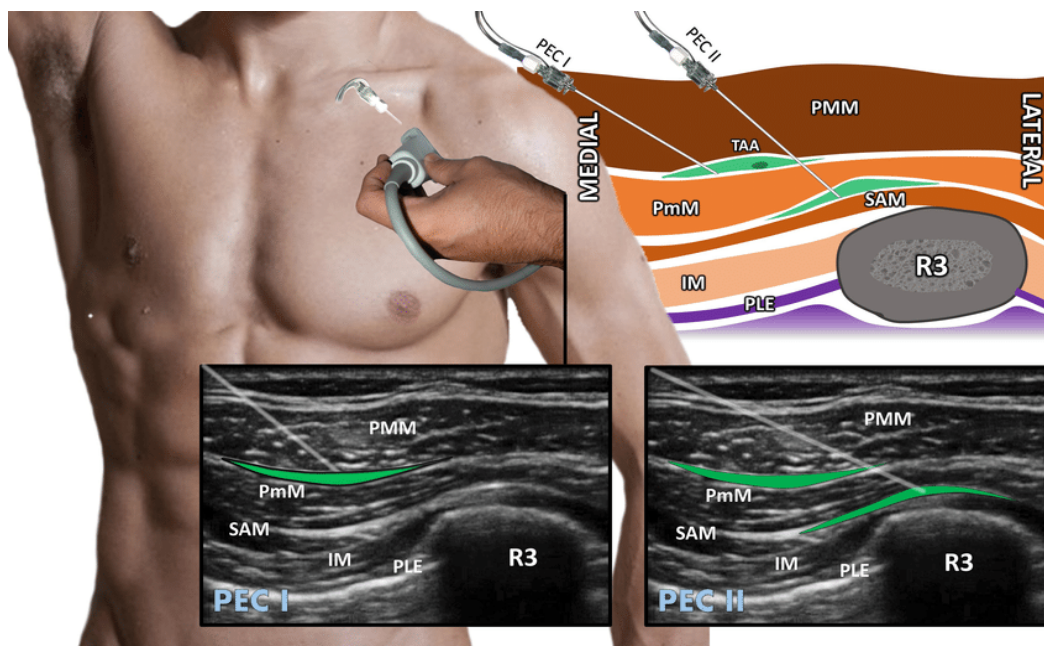 PEC I
PEC II
PMM
MEDIAL
LATERAL
TAA
PmM
SAM
R3
IM
PLE
PMM
PmM
SAM
IM
PLE
R3
PEC I
PMM
PmM
SAM
IM
PLE
R3
PEC II